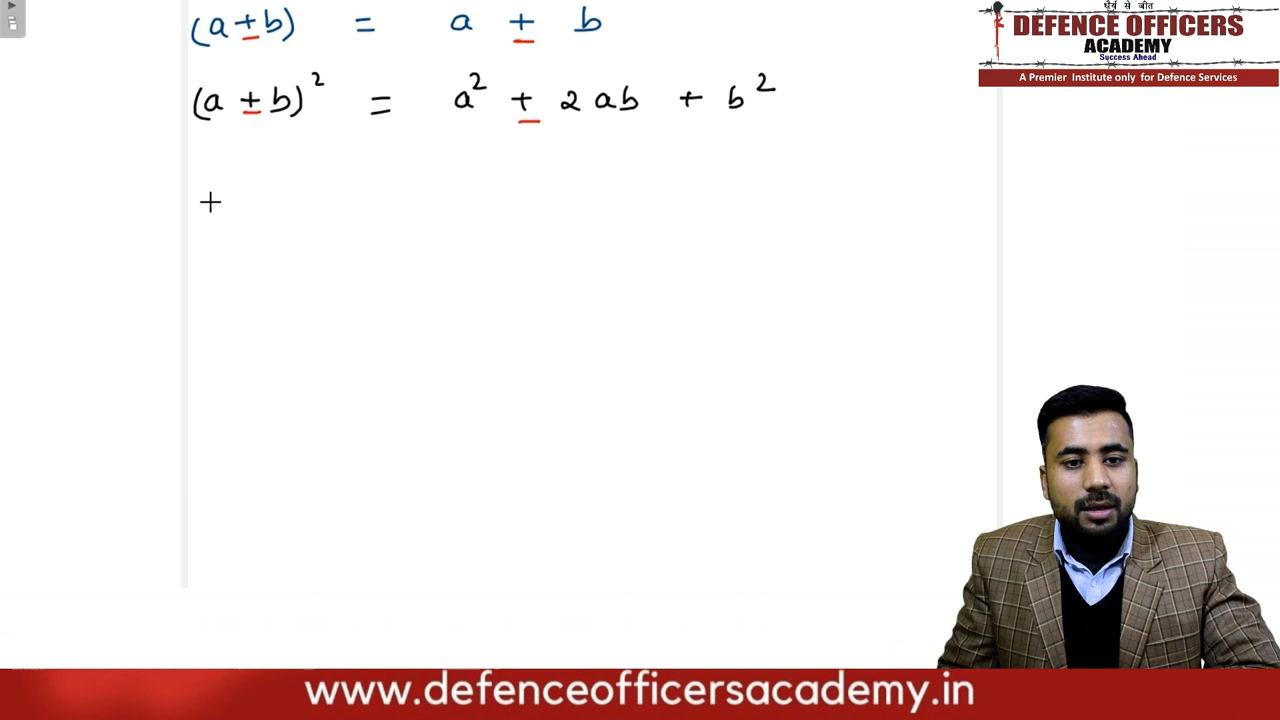 (a ± b) = a ± b
(a ± b)² = a² ± 2ab + b²
+
धैर्य से जीत
DEFENCE OFFICERS
ACADEMY
Success Ahead
A Premier Institute only for Defence Services
www.defenceofficersacademy.in